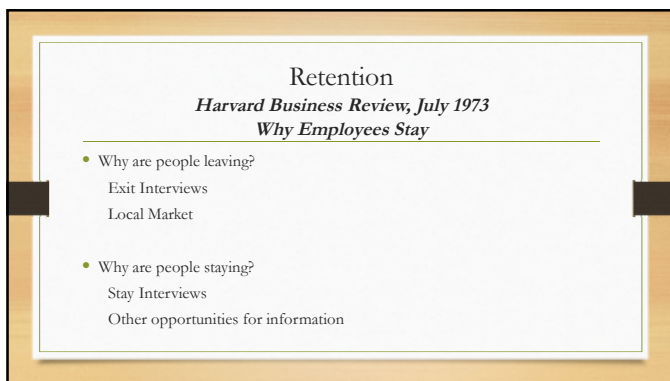 Retention
Harvard Business Review, July 1973
Why Employees Stay
• Why are people leaving?
Exit Interviews
Local Market
• Why are people staying?
Stay Interviews
Other opportunities for information